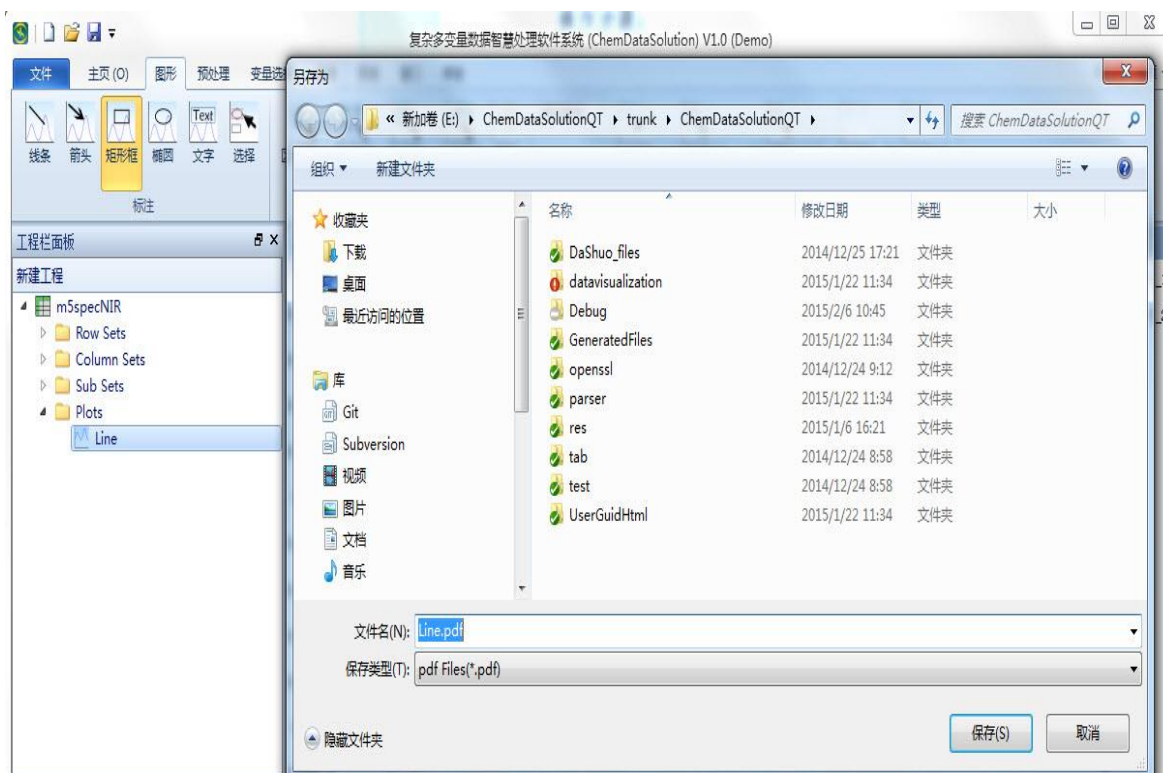 复杂多变量数据智慧处理软件系统 (ChemDataSolution) V1.0 (Demo)
文件 主页(O) 图形 预处理 变量选
线条 箭头 矩形框 椭圆 Text 文字 选择
标注
工程栏面板
新建工程
m5specNIR
Row Sets
Column Sets
Sub Sets
Plots
Line
另存为
« 新加卷 (E:) ChemDataSolutionQT trunk ChemDataSolutionQT
搜索 ChemDataSolutionQT
组织 新建文件夹
收藏夹
下载
桌面
最近访问的位置
库
Git
Subversion
视频
图片
文档
音乐
名称 修改日期 类型 大小
DaShuo_files 2014/12/25 17:21 文件夹
datavisualization 2015/1/22 11:34 文件夹
Debug 2015/2/6 10:45 文件夹
GeneratedFiles 2015/1/22 11:34 文件夹
openssl 2014/12/24 9:12 文件夹
parser 2015/1/22 11:34 文件夹
res 2015/1/6 16:21 文件夹
tab 2014/12/24 8:58 文件夹
test 2014/12/24 8:58 文件夹
UserGuidHtml 2015/1/22 11:34 文件夹
文件名(N): Line.pdf
保存类型(T): pdf Files(*.pdf)
隐藏文件夹
保存(S) 取消